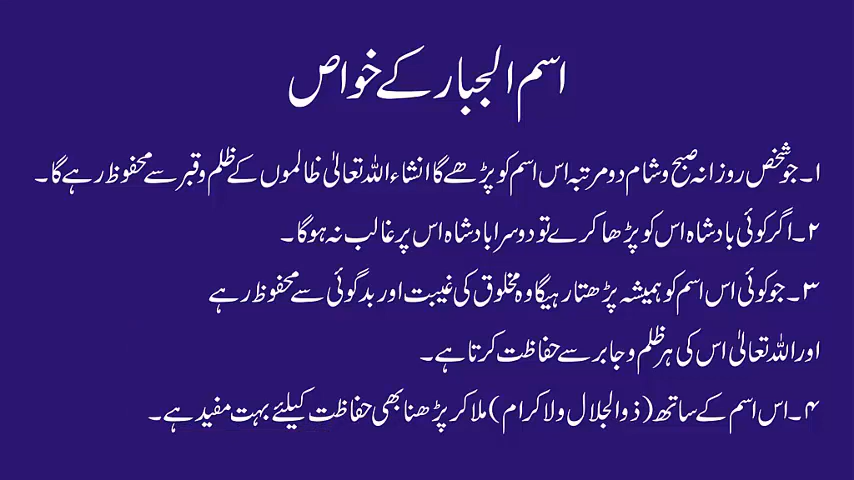 اسم الجبار کے خواص
۱۔جو شخص روزانہ صبح و شام دو مرتبہ اس اسم کو پڑھے گا انشاء اللہ تعالیٰ ظالموں کے ظلم و قبر سے محفوظ رہے گا۔
۲۔اگر کوئی بادشاہ اس کو پڑھا کرے تو دوسرا بادشاہ اس پر غالب نہ ہوگا۔
۳۔جو کوئی اس اسم کو ہمیشہ پڑھتا رہیگا وہ مخلوق کی غیبت اور بدگوئی سے محفوظ رہے
اور اللہ تعالیٰ اس کی ہر ظلم و جابر سے حفاظت کرتا ہے۔
۴۔اس اسم کے ساتھ (ذوالجلال ولاکرام) ملا کر پڑھنا بھی حفاظت کیلئے بہت مفید ہے۔